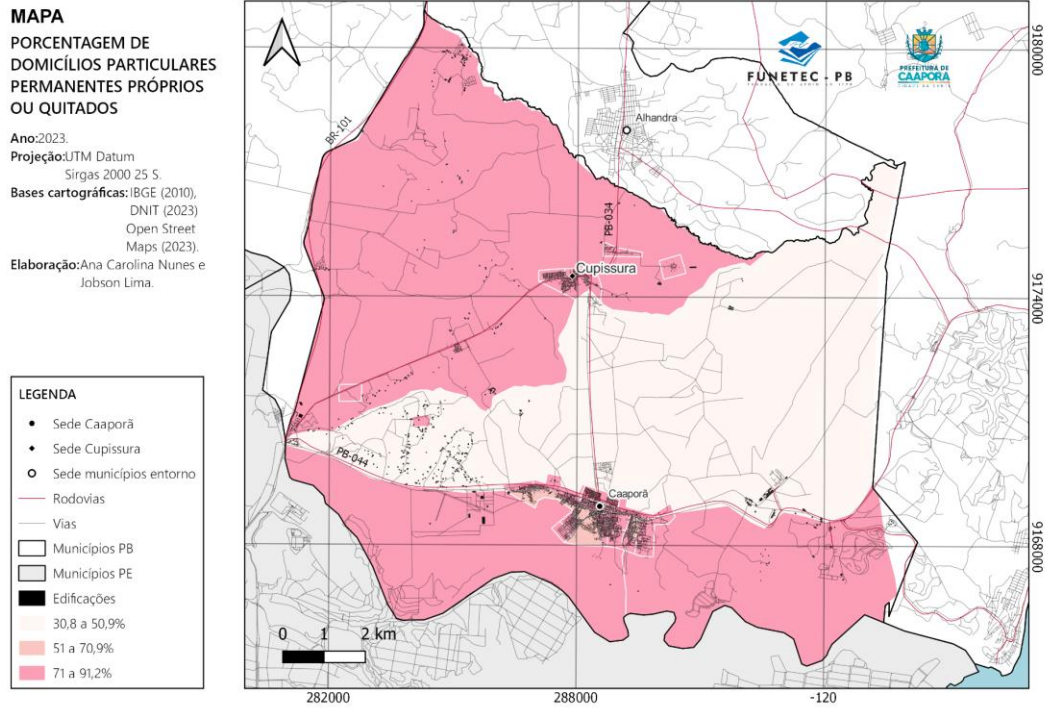 MAPA
PORCENTAGEM DE
DOMICÍLIOS PARTICULARES
PERMANENTES PRÓPRIOS
OU QUITADOS
Ano:2023.
Projeção:UTM Datum
Sirgas 2000 25 S.
Bases cartográficas:IBGE (2010),
DNIT (2023)
Open Street
Maps (2023).
Elaboração:Ana Carolina Nunes e
Jobson Lima.
LEGENDA
Sede Caaporã
Sede Cupissura
Sede municípios entorno
Rodovias
Vias
Municípios PB
Municípios PE
Edificações
30,8 a 50,9%
51 a 70,9%
71 a 91,2%
FUNETEC - PB
PREFEITURA DE
CAAPORÃ
BR-101
Alhandra
PB-034
Cupissura
PB-044
Caaporã
0 1 2 km
9180000
9174000
9168000
282000
288000
-120